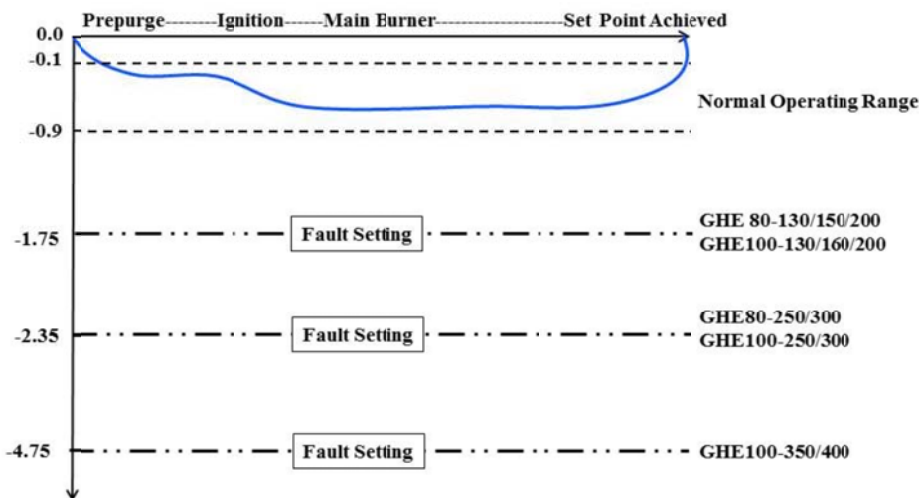 Prepurge--------Ignition------Main Burner--------------------Set Point Achieved
0.0
-0.1
Normal Operating Range
-0.9
GHE 80-130/150/200
-1.75
Fault Setting
GHE100-130/160/200
GHE80-250/300
-2.35
Fault Setting
GHE100-250/300
-4.75
Fault Setting
GHE100-350/400